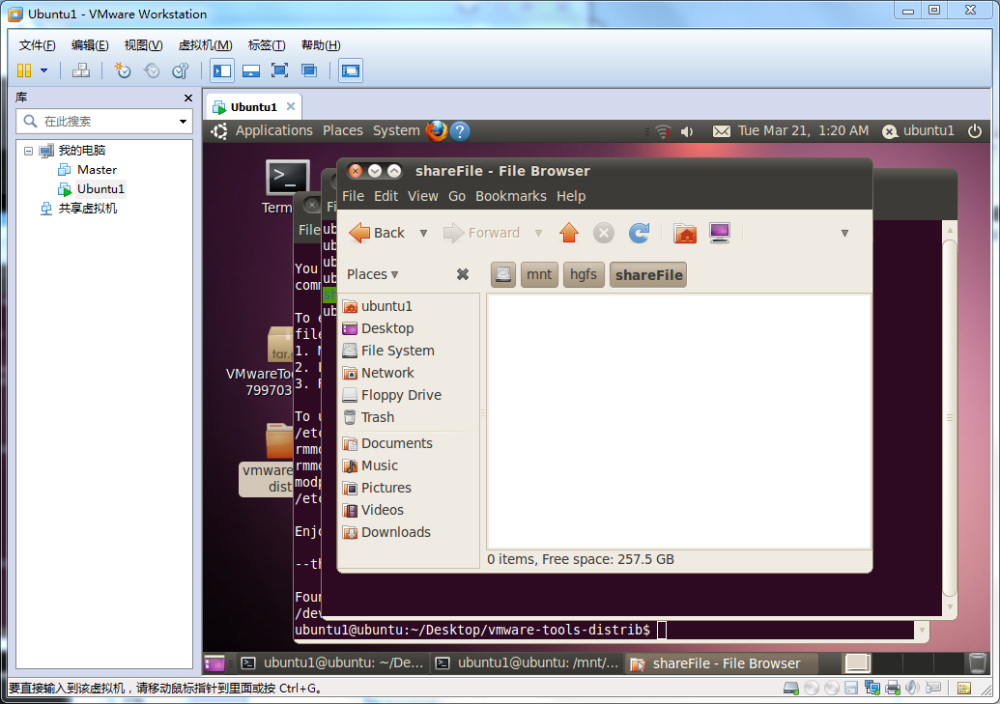 Ubuntu1 - VMware Workstation
文件(F) 编辑(E) 视图(V) 虚拟机(M) 标签(T) 帮助(H)
库
在此搜索
我的电脑
Master
Ubuntu1
共享虚拟机
Ubuntu1
Applications Places System
Tue Mar 21, 1:20 AM ubuntu1
Term
tar.
VMwareToo
799703
vmware
dist
File
You
comm
To e
file
1.
2.
3.
To u
/etc
rmmo
rmmo
modp
/etc
Enjo
--th
Foun
/dev
ubuntu1@ubuntu:~/Desktop/vmware-tools-distrib$
Fi
ub
ub
ub
ub
sh
ub
shareFile - File Browser
File Edit View Go Bookmarks Help
Back Forward
Places
mnt hgfs shareFile
ubuntu1
Desktop
File System
Network
Floppy Drive
Trash
Documents
Music
Pictures
Videos
Downloads
0 items, Free space: 257.5 GB
ubuntu1@ubuntu: ~/De... ubuntu1@ubuntu: /mnt/... shareFile - File Browser
要直接输入到该虚拟机，请移动鼠标指针到里面或按 Ctrl+G。